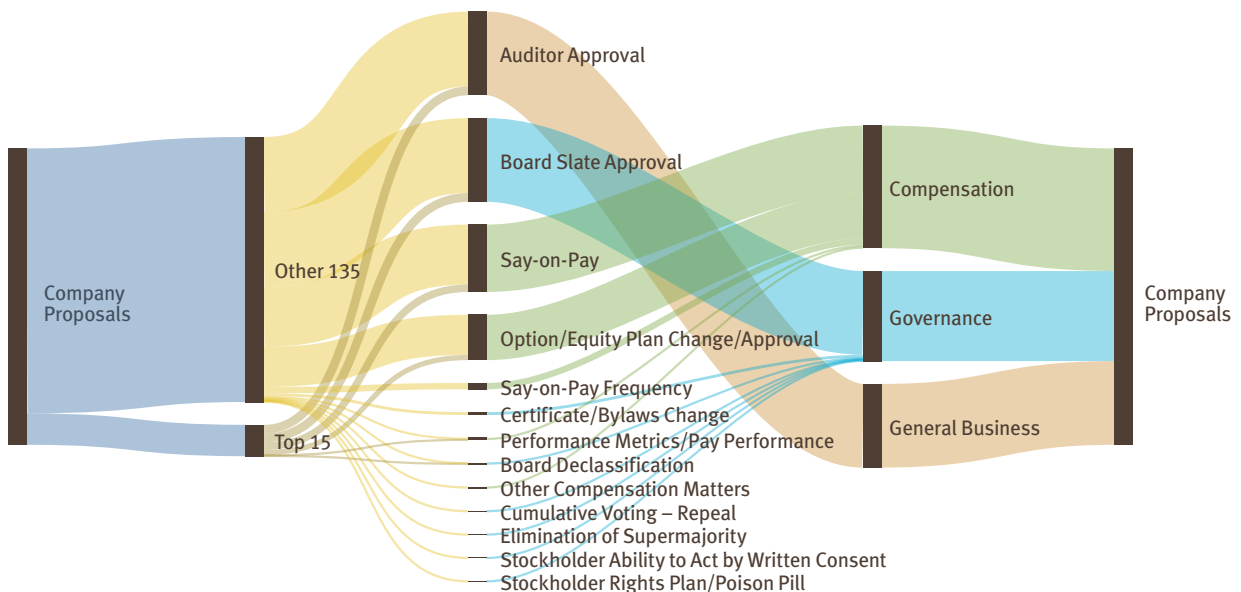 Company
Proposals
Other 135
Top 15
Auditor Approval
Board Slate Approval
Say-on-Pay
Option/Equity Plan Change/Approval
Say-on-Pay Frequency
Certificate/Bylaws Change
Performance Metrics/Pay Performance
Board Declassification
Other Compensation Matters
Cumulative Voting – Repeal
Elimination of Supermajority
Stockholder Ability to Act by Written Consent
Stockholder Rights Plan/Poison Pill
Compensation
Governance
General Business
Company
Proposals